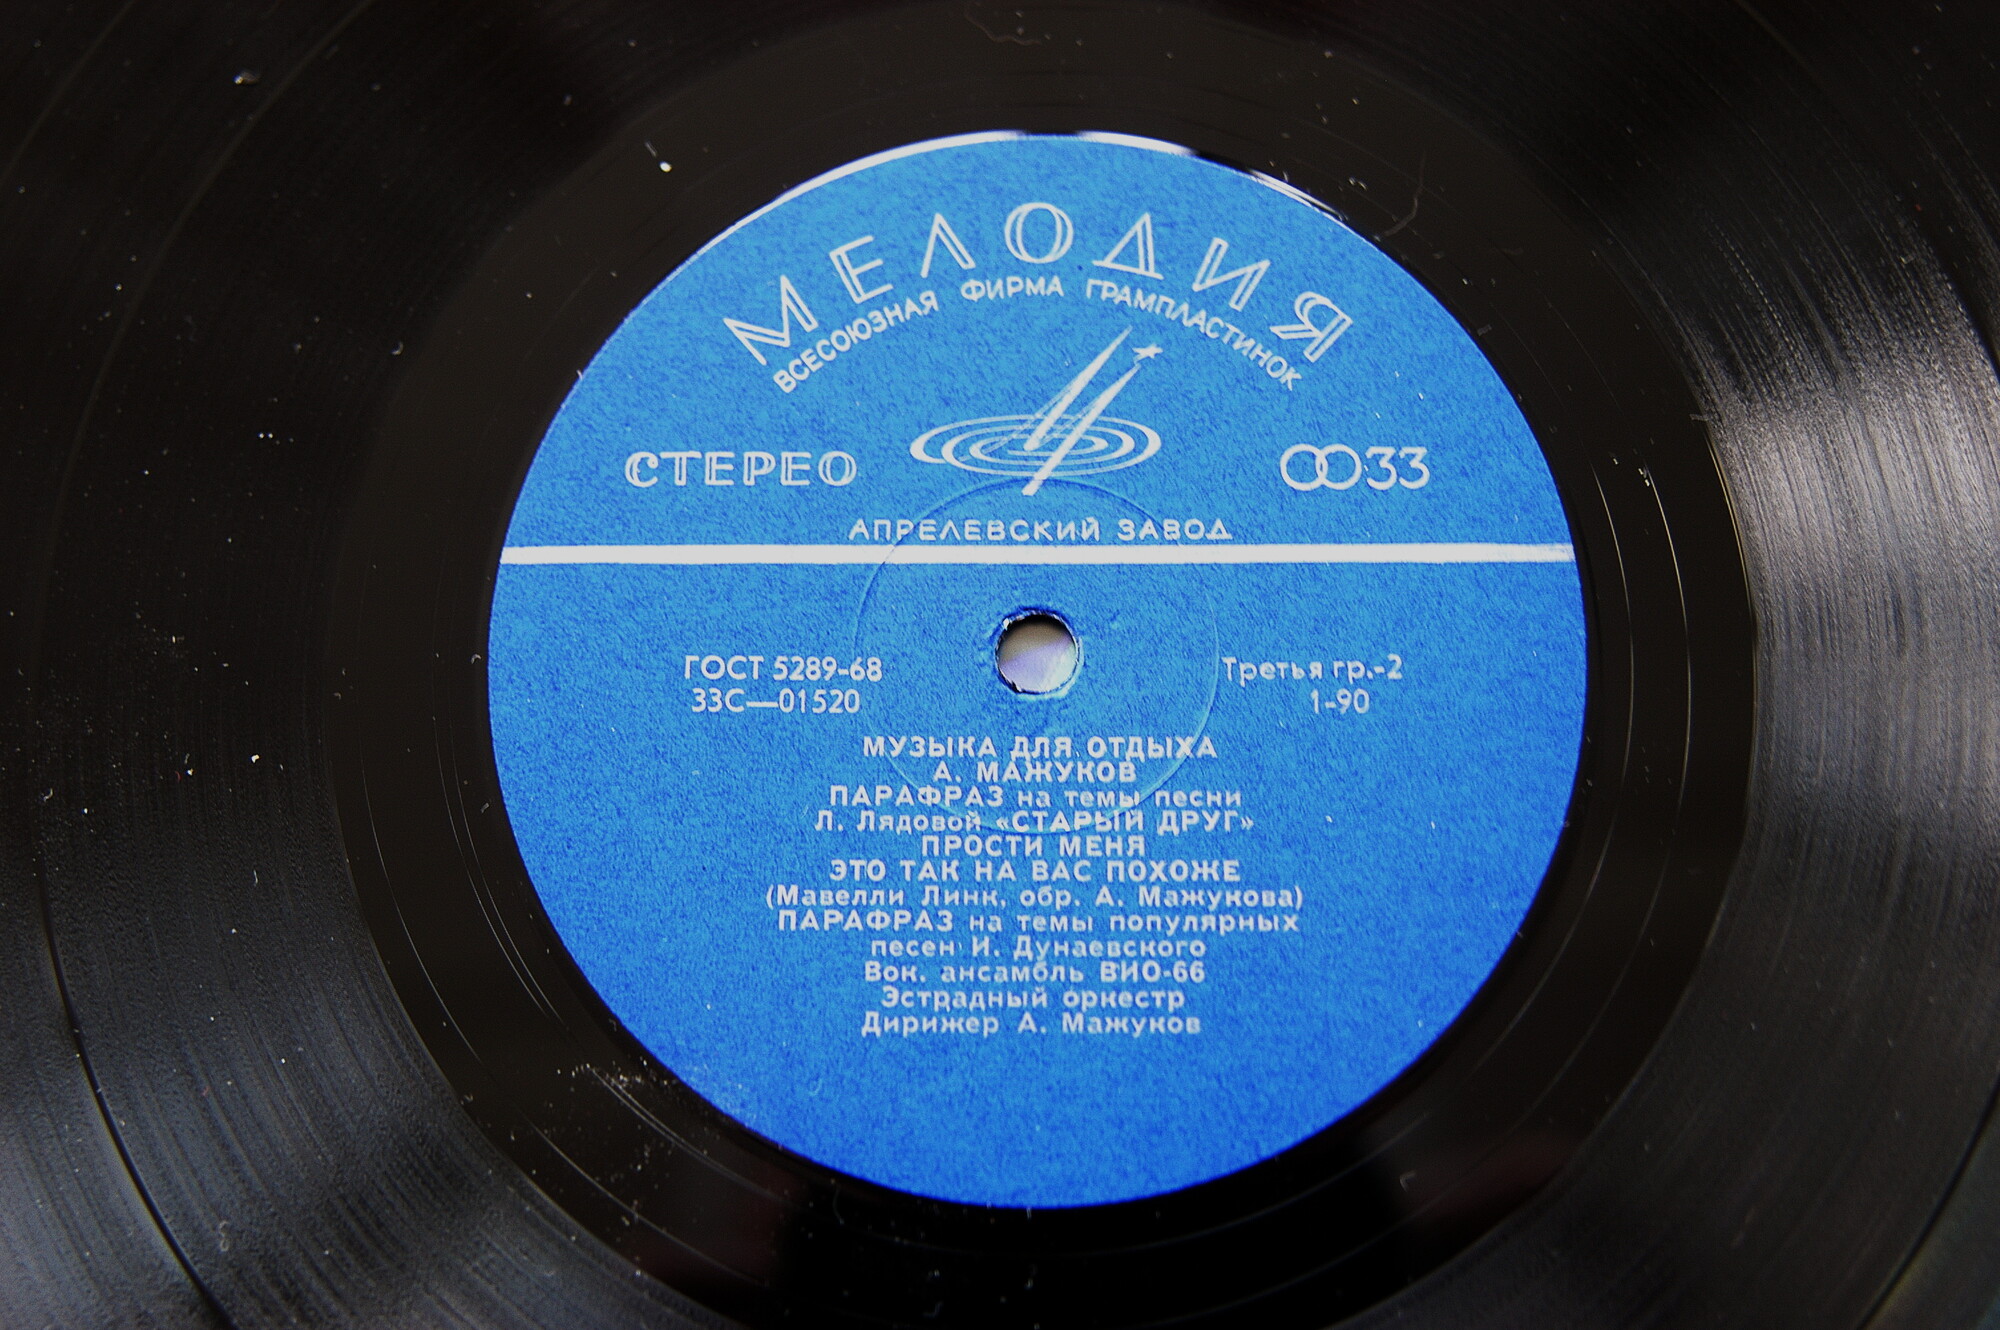 МЕЛОДИЯ
ВСЕСОЮЗНАЯ ФИРМА ГРАМПЛАСТИНОК
СТЕРЕО
33
АПРЕЛЕВСКИЙ ЗАВОД
ГОСТ 5289-68
33С—01520
Третья гр.-2
1-90
МУЗЫКА ДЛЯ ОТДЫХА
А. МАЖУКОВ
ПАРАФРАЗ на темы песни
Л. Лядовой «СТАРЫЙ ДРУГ»
ПРОСТИ МЕНЯ
ЭТО ТАК НА ВАС ПОХОЖЕ
(Мавелли Линк, обр. А. Мажукова)
ПАРАФРАЗ на темы популярных
песен И. Дунаевского
Вок. ансамбль ВИО-66
Эстрадный оркестр
Дирижер А. Мажуков